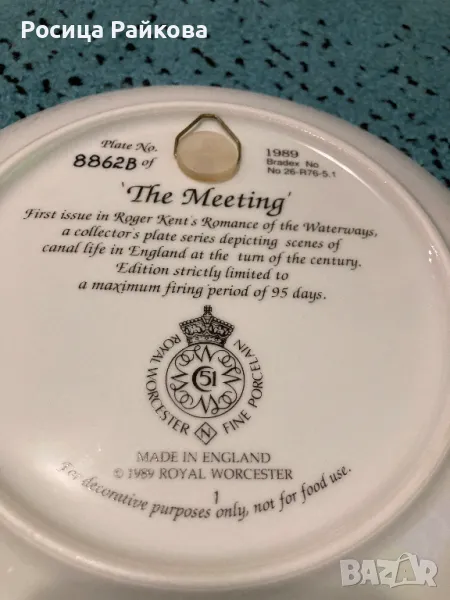 Росица Райкова
Plate No.
8862B of
1989
Bradex No
No 26-R76-5.1
'The Meeting'
First issue in Roger Kent's Romance of the Waterways,
a collector's plate series depicting scenes of
canal life in England at the turn of the century.
Edition strictly limited to
a maximum firing period of 95 days.
ROYAL WORCESTER
51
N
FINE PORCELAIN
MADE IN ENGLAND
© 1989 ROYAL WORCESTER
1
For decorative purposes only, not for food use.
BAZAR.bg